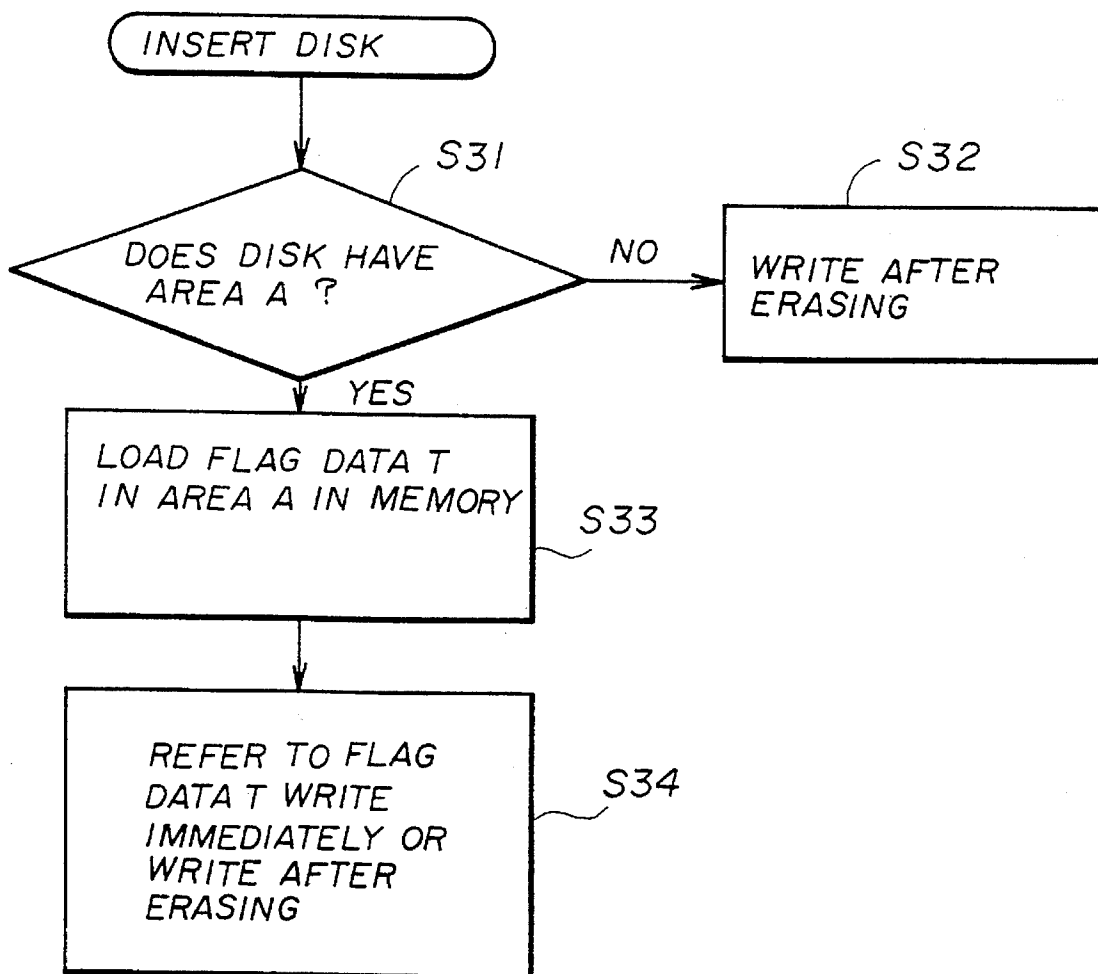 INSERT DISK
S31
S32
DOES DISK HAVE
AREA A ?
NO
WRITE AFTER
ERASING
YES
LOAD FLAG DATA T
IN AREA A IN MEMORY
S33
REFER TO FLAG
DATA T WRITE
IMMEDIATELY OR
WRITE AFTER
ERASING
S34